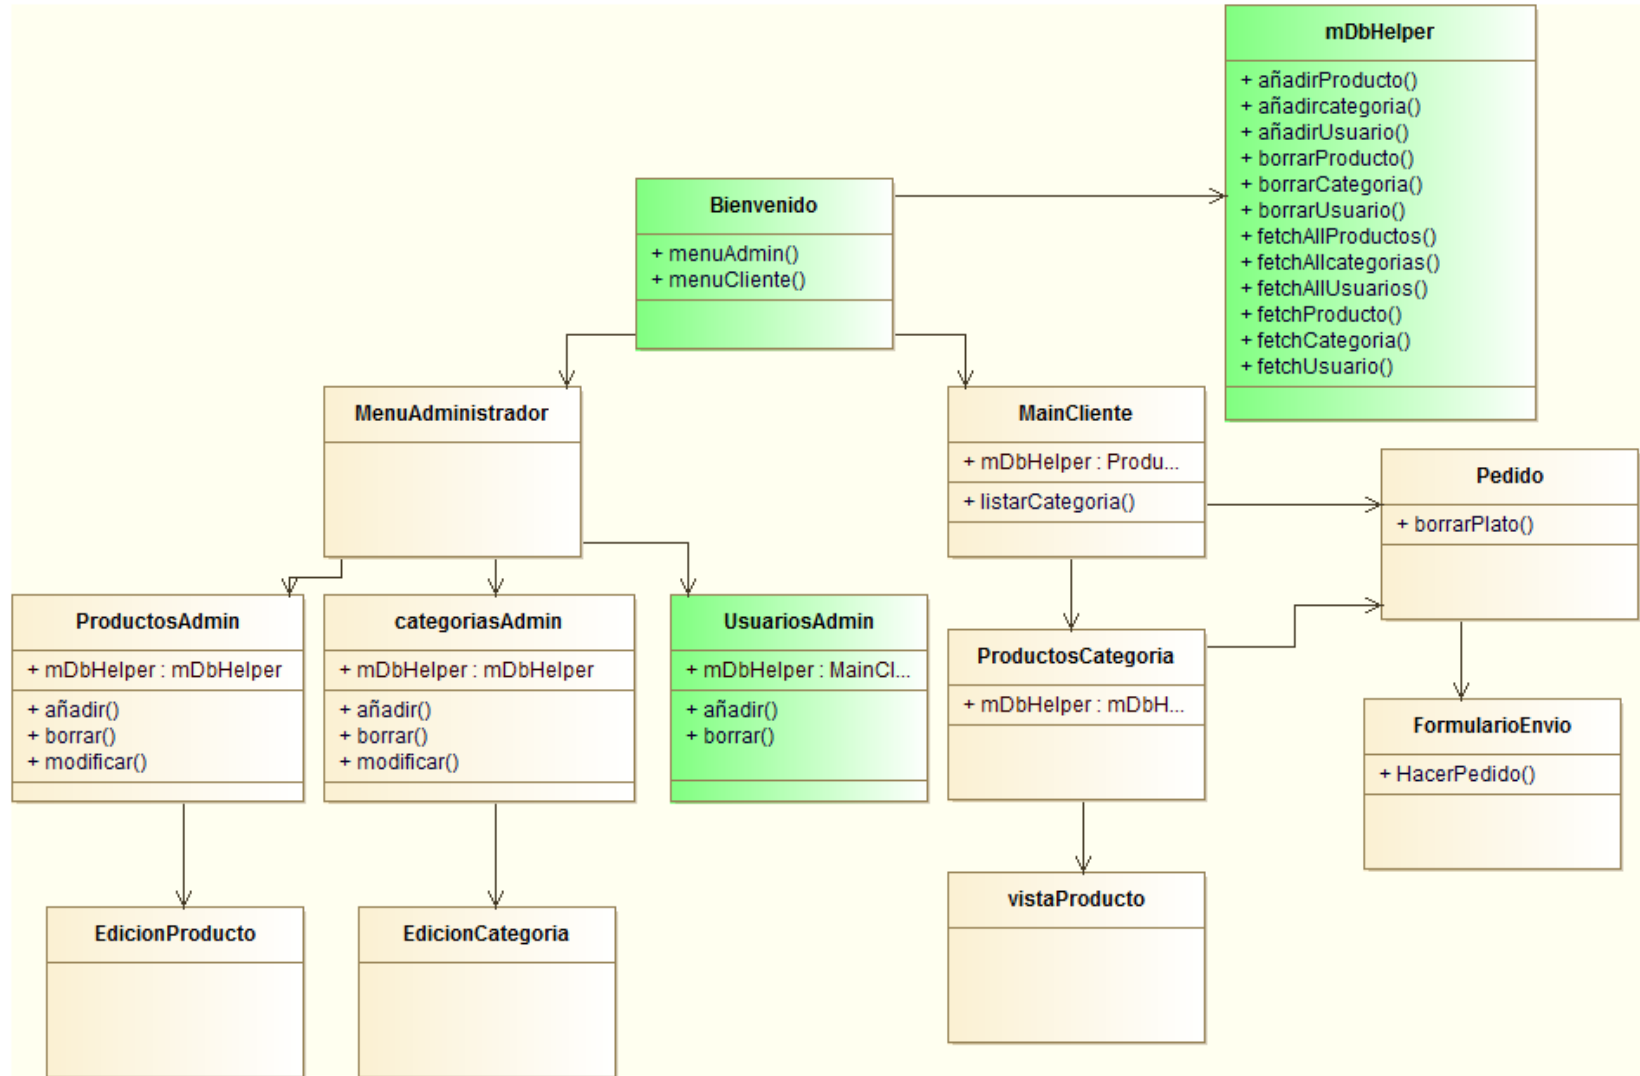 mDbHelper
+ añadirProducto()
+ añadircategoria()
+ añadirUsuario()
+ borrarProducto()
+ borrarCategoria()
+ borrarUsuario()
+ fetchAllProductos()
+ fetchAllcategorias()
+ fetchAllUsuarios()
+ fetchProducto()
+ fetchCategoria()
+ fetchUsuario()
Bienvenido
+ menuAdmin()
+ menuCliente()
MenuAdministrador
MainCliente
+ mDbHelper : Produ...
+ listarCategoria()
Pedido
+ borrarPlato()
ProductosAdmin
+ mDbHelper : mDbHelper
+ añadir()
+ borrar()
+ modificar()
categoriasAdmin
+ mDbHelper : mDbHelper
+ añadir()
+ borrar()
+ modificar()
UsuariosAdmin
+ mDbHelper : MainCl...
+ añadir()
+ borrar()
ProductosCategoria
+ mDbHelper : mDbH...
FormularioEnvio
+ HacerPedido()
vistaProducto
EdicionProducto
EdicionCategoria